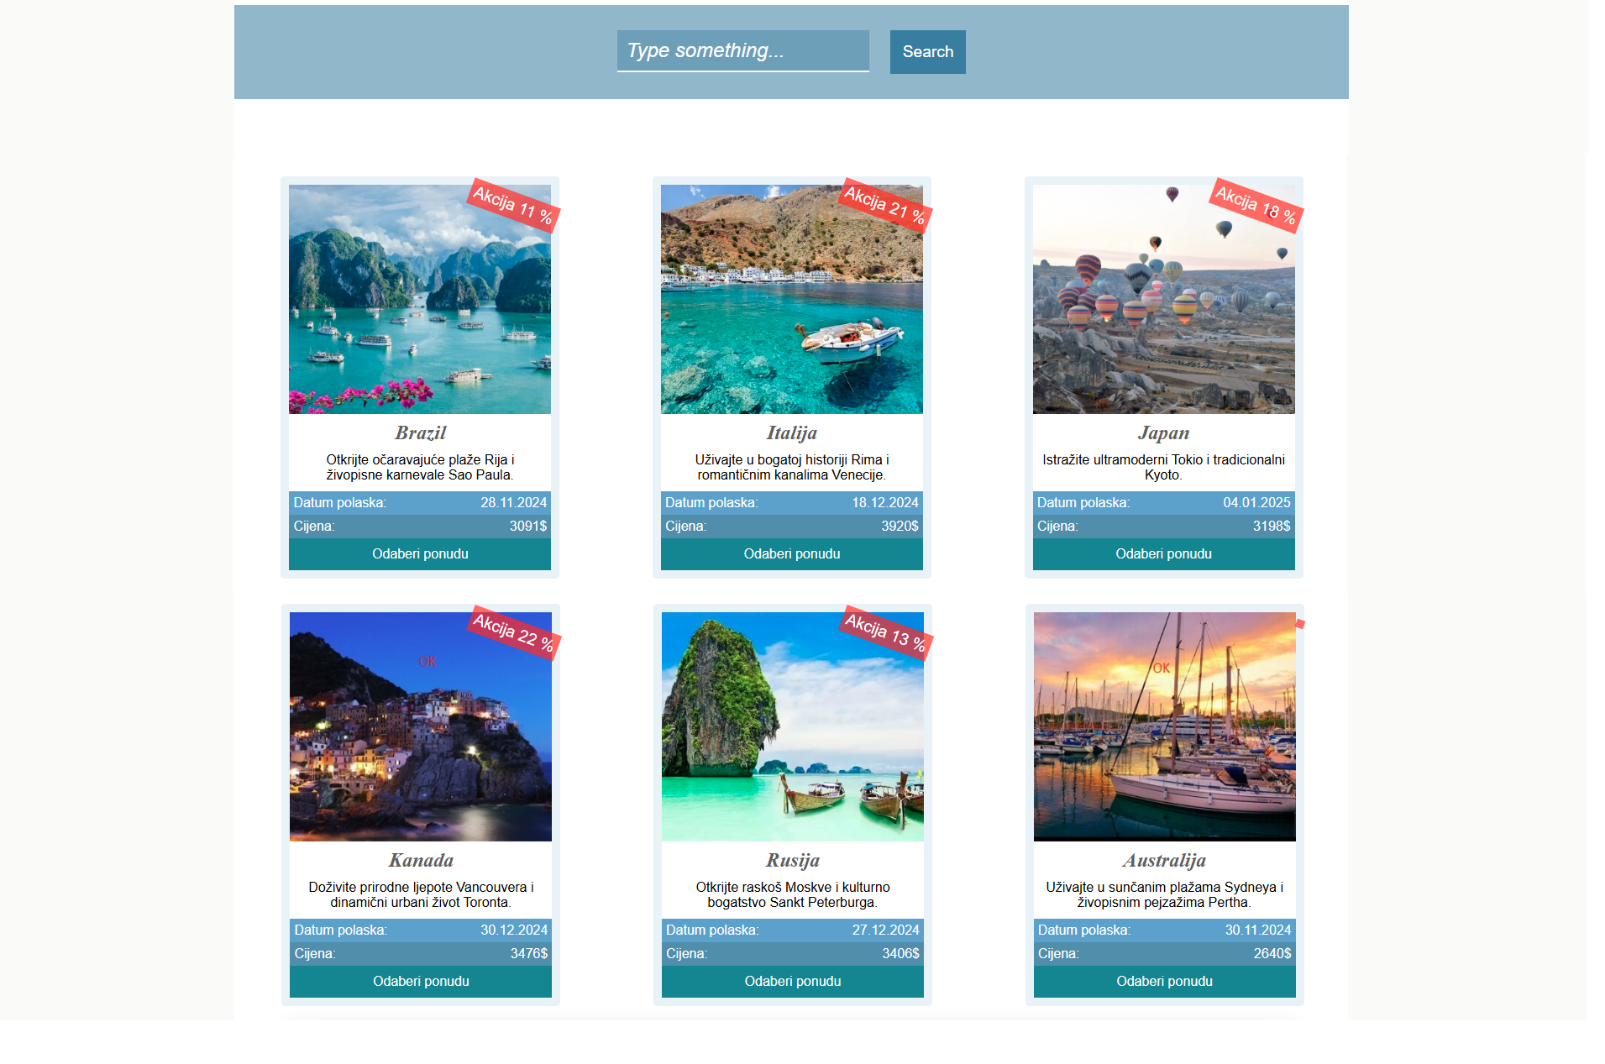 Type something...
Search
Akcija 11 %
Brazil
Otkrijte očaravajuće plaže Rija i
živopisne karnevale Sao Paula.
Datum polaska: 28.11.2024
Cijena: 3091$
Odaberi ponudu
Akcija 21 %
Italija
Uživajte u bogatoj historiji Rima i
romantičnim kanalima Venecije.
Datum polaska: 18.12.2024
Cijena: 3920$
Odaberi ponudu
Akcija 18 %
Japan
Istražite ultramoderni Tokio i tradicionalni
Kyoto.
Datum polaska: 04.01.2025
Cijena: 3198$
Odaberi ponudu
Akcija 22 %
OK
Kanada
Doživite prirodne ljepote Vancouvera i
dinamični urbani život Toronta.
Datum polaska: 30.12.2024
Cijena: 3476$
Odaberi ponudu
Akcija 13 %
Rusija
Otkrijte raskoš Moskve i kulturno
bogatstvo Sankt Peterburga.
Datum polaska: 27.12.2024
Cijena: 3406$
Odaberi ponudu
OK
Australija
Uživajte u sunčanim plažama Sydneya i
živopisnim pejzažima Pertha.
Datum polaska: 30.11.2024
Cijena: 2640$
Odaberi ponudu